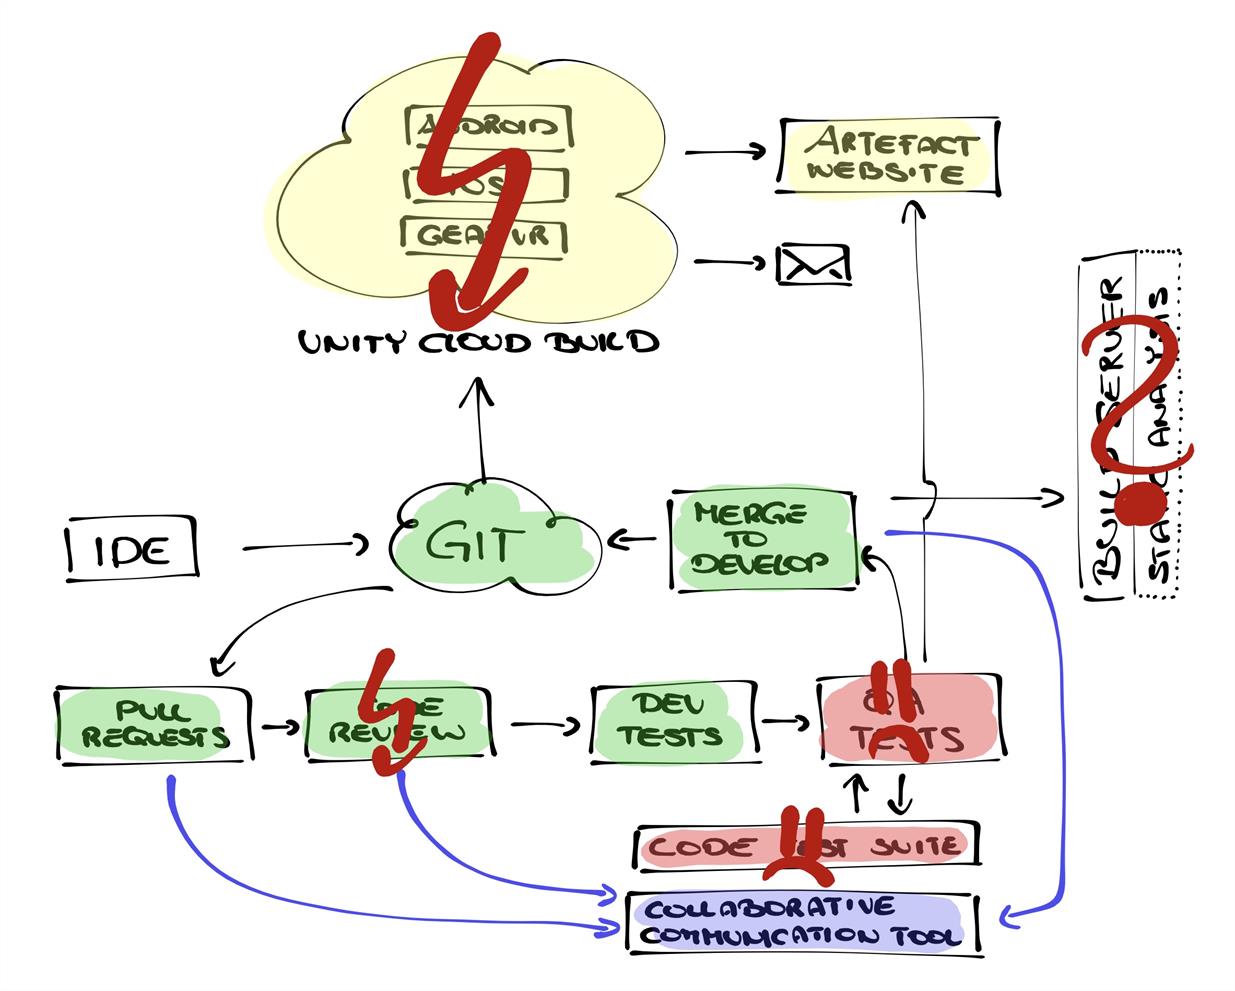 ANDROID
IOS
GEAR VR
UNITY CLOUD BUILD
ARTEFACT
WEBSITE
BUILD SERVER
STATIC ANALYSIS
IDE
GIT
MERGE
TO
DEVELOP
PULL
REQUESTS
CODE
REVIEW
DEV
TESTS
QA
TESTS
CODE TEST SUITE
COLLABORATIVE
COMMUNICATION TOOL